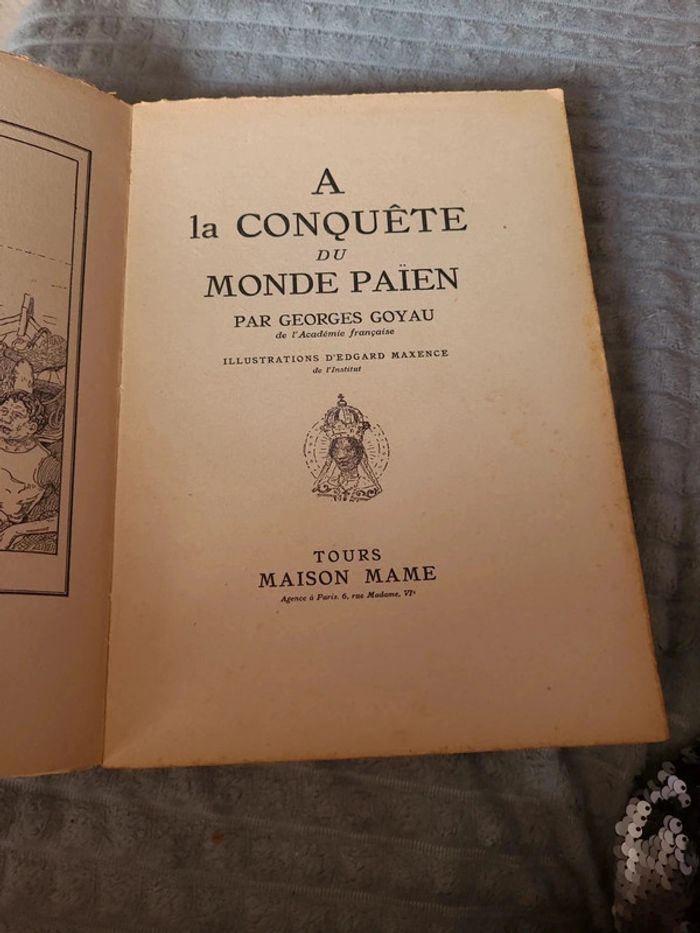 A
la CONQUÊTE
DU
MONDE PAÏEN
PAR GEORGES GOYAU
de l'Académie française
ILLUSTRATIONS D'EDGARD MAXENCE
de l'Institut
TOURS
MAISON MAME
Agence à Paris. 6, rue Madame, VIe